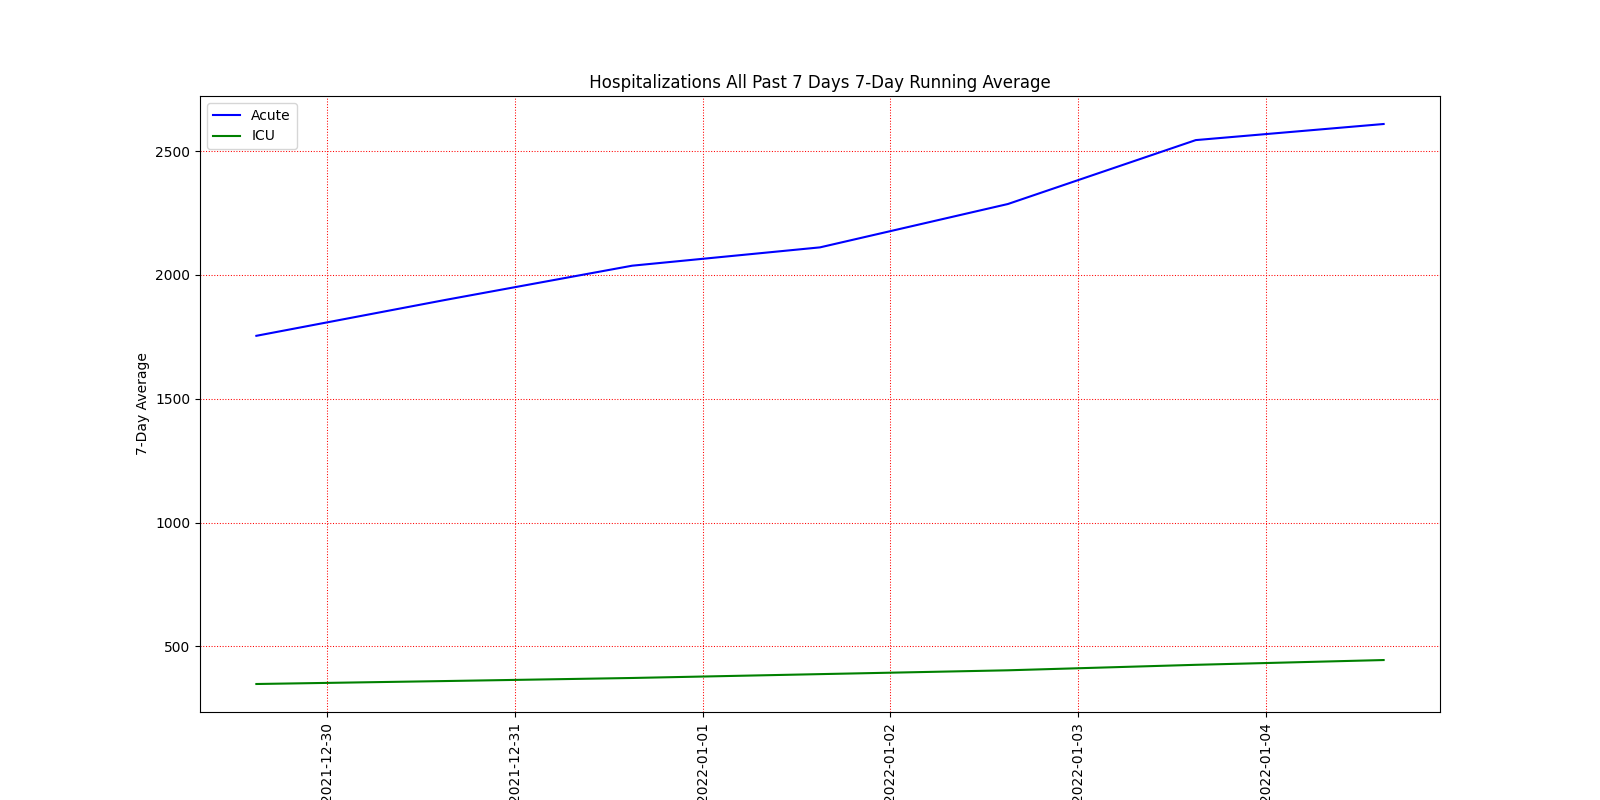 Hospitalizations All Past 7 Days 7-Day Running Average
Acute
ICU
2500
2000
1500
1000
500
7-Day Average
2021-12-30
2021-12-31
2022-01-01
2022-01-02
2022-01-03
2022-01-04